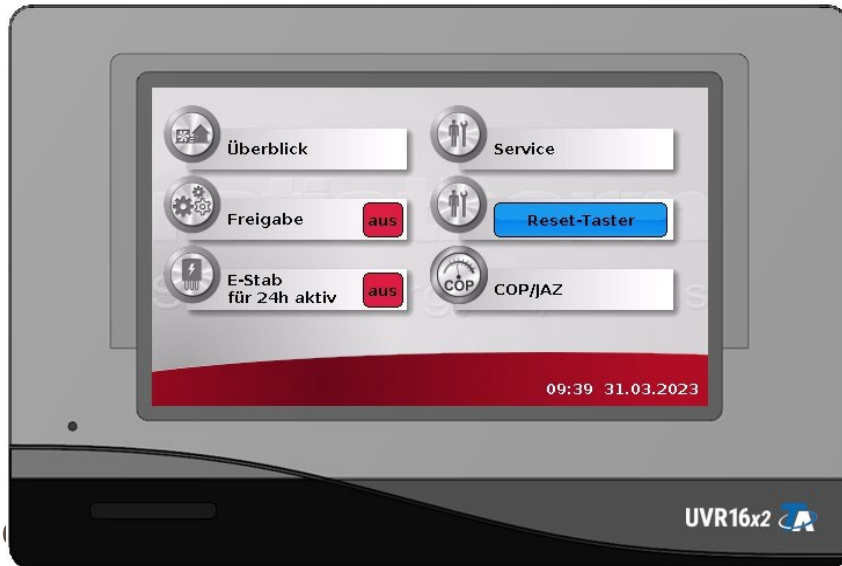 Überblick
Service
Freigabe
aus
Reset-Taster
E-Stab
für 24h aktiv
aus
COP
COP/JAZ
09:39 31.03.2023
UVR16x2 TA